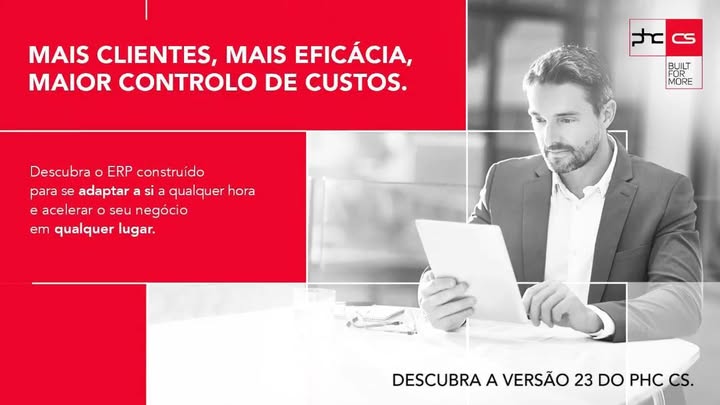 MAIS CLIENTES, MAIS EFICÁCIA,
MAIOR CONTROLO DE CUSTOS.
phc CS
BUILT
FOR
MORE
Descubra o ERP construído
para se adaptar a si a qualquer hora
e acelerar o seu negócio
em qualquer lugar.
DESCUBRA A VERSÃO 23 DO PHC CS.